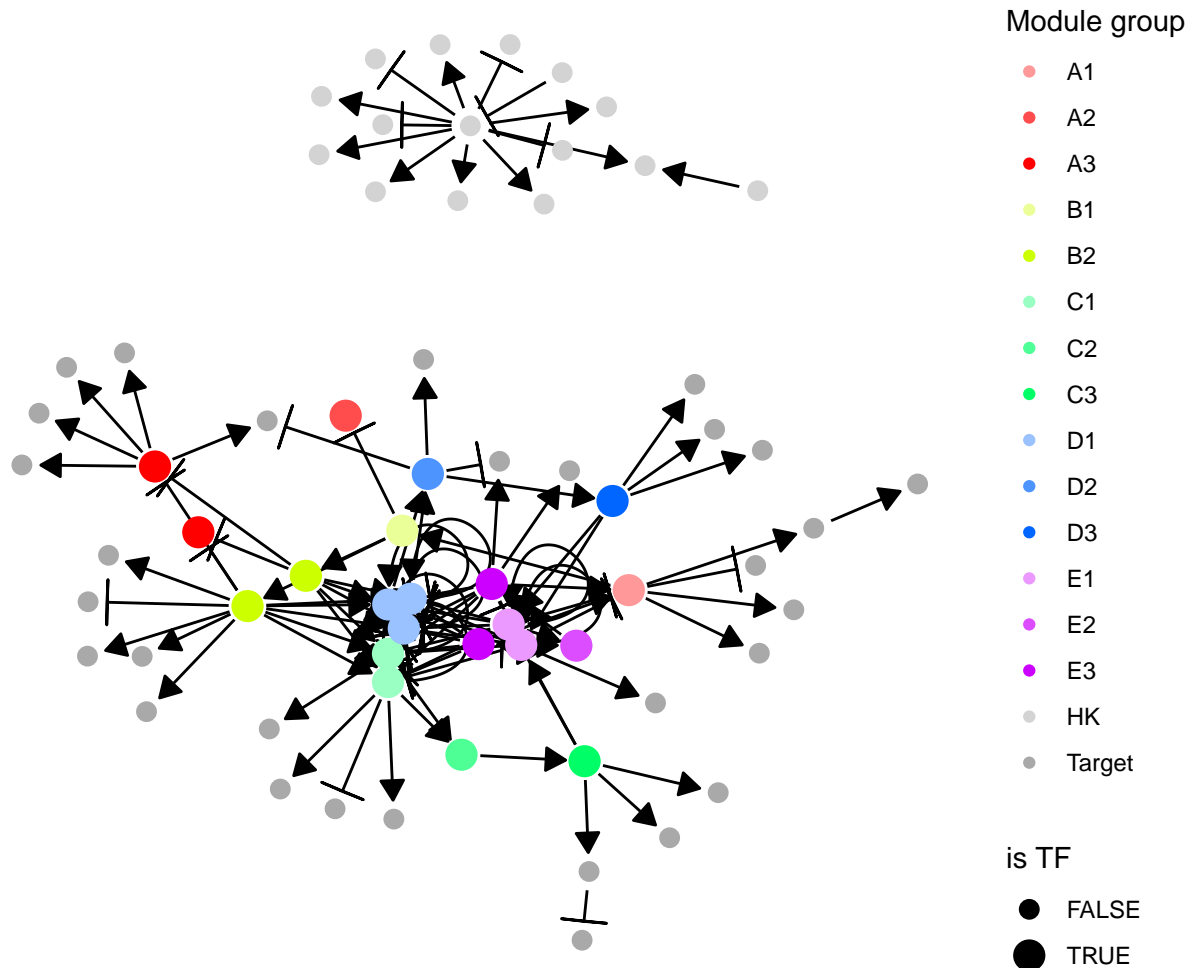 Module group
A1
A2
A3
B1
B2
C1
C2
C3
D1
D2
D3
E1
E2
E3
HK
Target
is TF
FALSE
TRUE